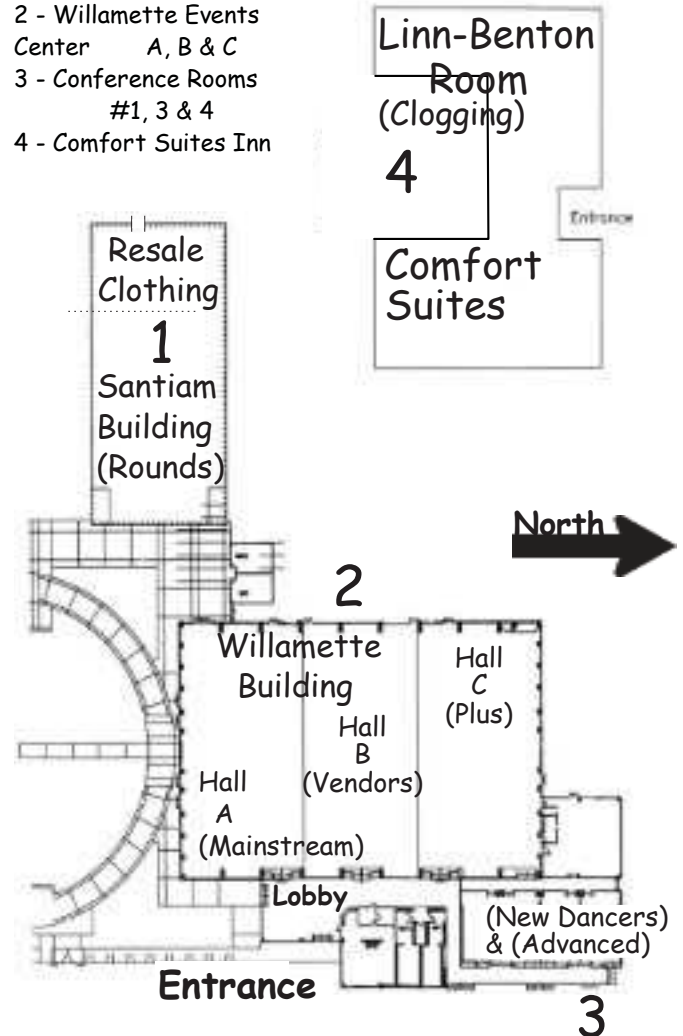 2 - Willamette Events
Center A, B & C
3 - Conference Rooms
#1, 3 & 4
4 - Comfort Suites Inn
Linn-Benton
Room
(Clogging)
4
Entrance
Comfort
Suites
Resale
Clothing
1
Santiam
Building
(Rounds)
North
2
Willamette
Building
Hall
C
(Plus)
Hall
B
(Vendors)
Hall
A
(Mainstream)
Lobby
(New Dancers)
& (Advanced)
Entrance
3